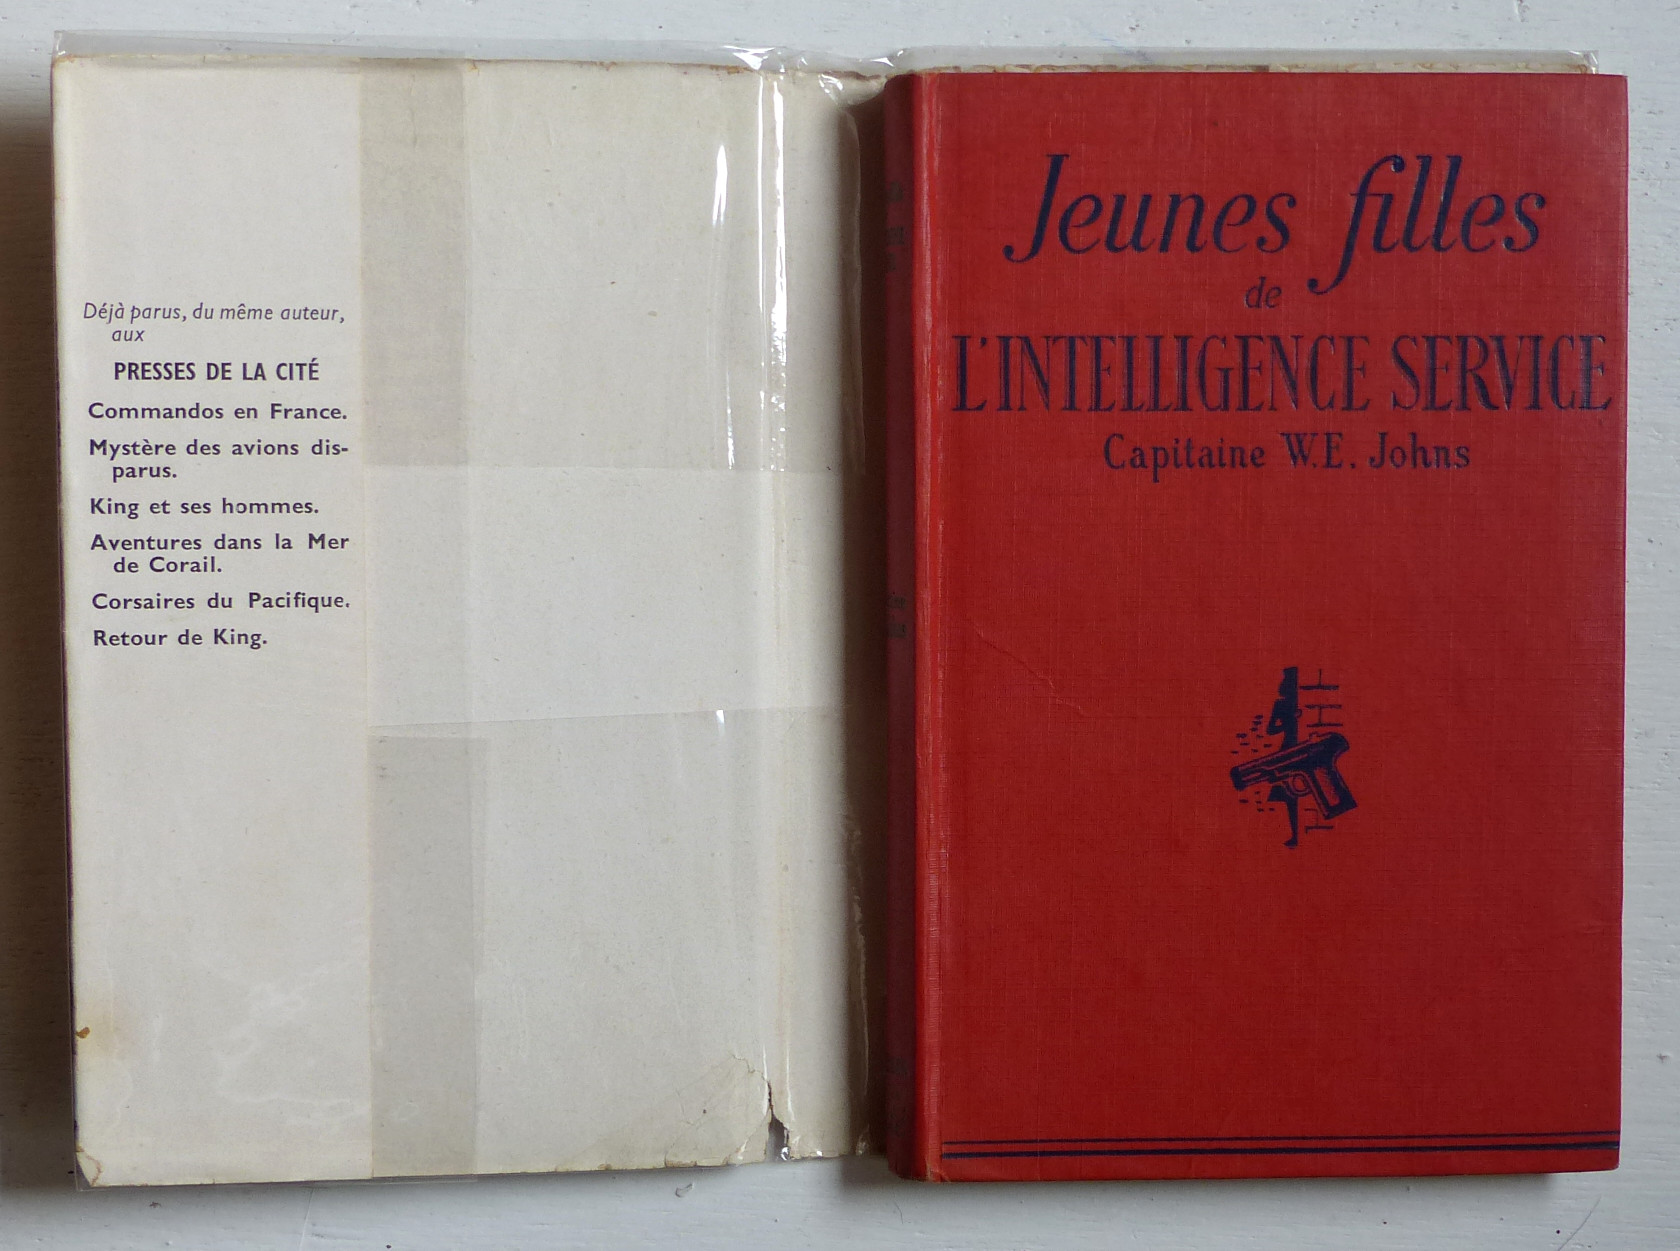 Déjà parus, du même auteur,
aux
PRESSES DE LA CITÉ
Commandos en France.
Mystère des avions dis-
parus.
King et ses hommes.
Aventures dans la Mer
de Corail.
Corsaires du Pacifique.
Retour de King.
Jeunes filles
de
L'INTELLIGENCE SERVICE
Capitaine W.E. Johns